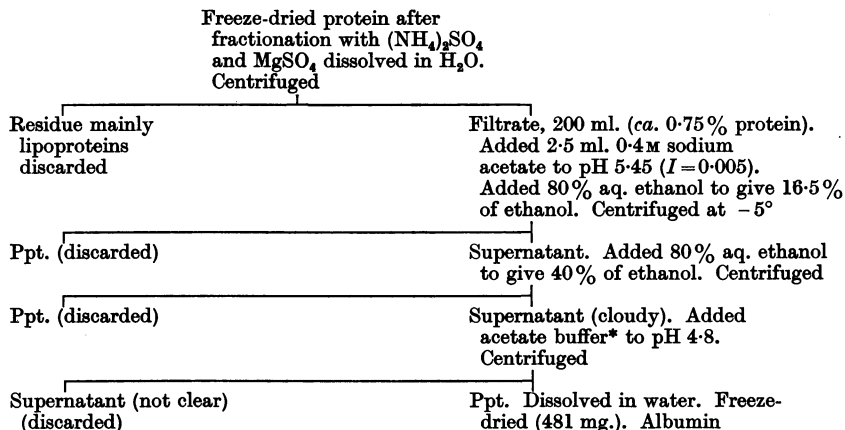 Freeze-dried protein after
fractionation with (NH₄)₂SO₄
and MgSO₄ dissolved in H₂O.
Centrifuged
Residue mainly
lipoproteins
discarded
Filtrate, 200 ml. (ca. 0·75% protein).
Added 2·5 ml. 0·4M sodium
acetate to pH 5·45 (I=0·005).
Added 80% aq. ethanol to give 16·5%
of ethanol. Centrifuged at −5°
Ppt. (discarded)
Supernatant. Added 80% aq. ethanol
to give 40% of ethanol. Centrifuged
Ppt. (discarded)
Supernatant (cloudy). Added
acetate buffer* to pH 4·8.
Centrifuged
Supernatant (not clear)
(discarded)
Ppt. Dissolved in water. Freeze-
dried (481 mg.). Albumin